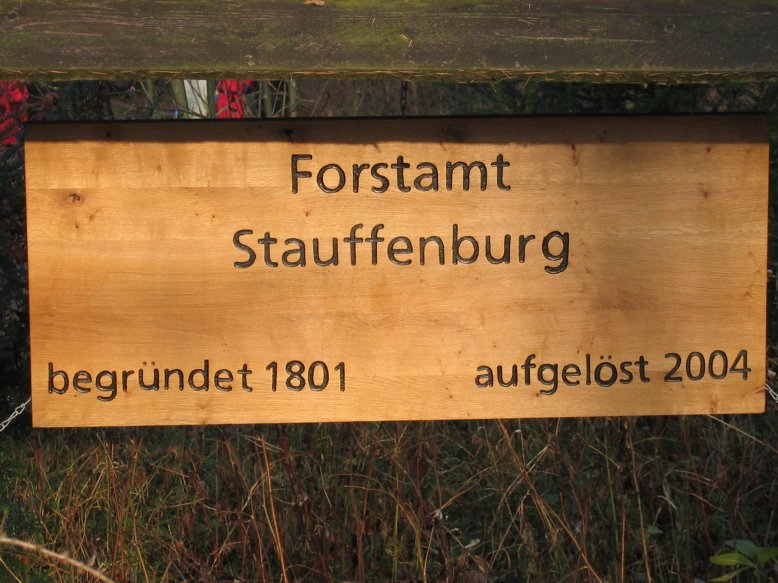 Forstamt
Stauffenburg
begründet 1801 aufgelöst 2004